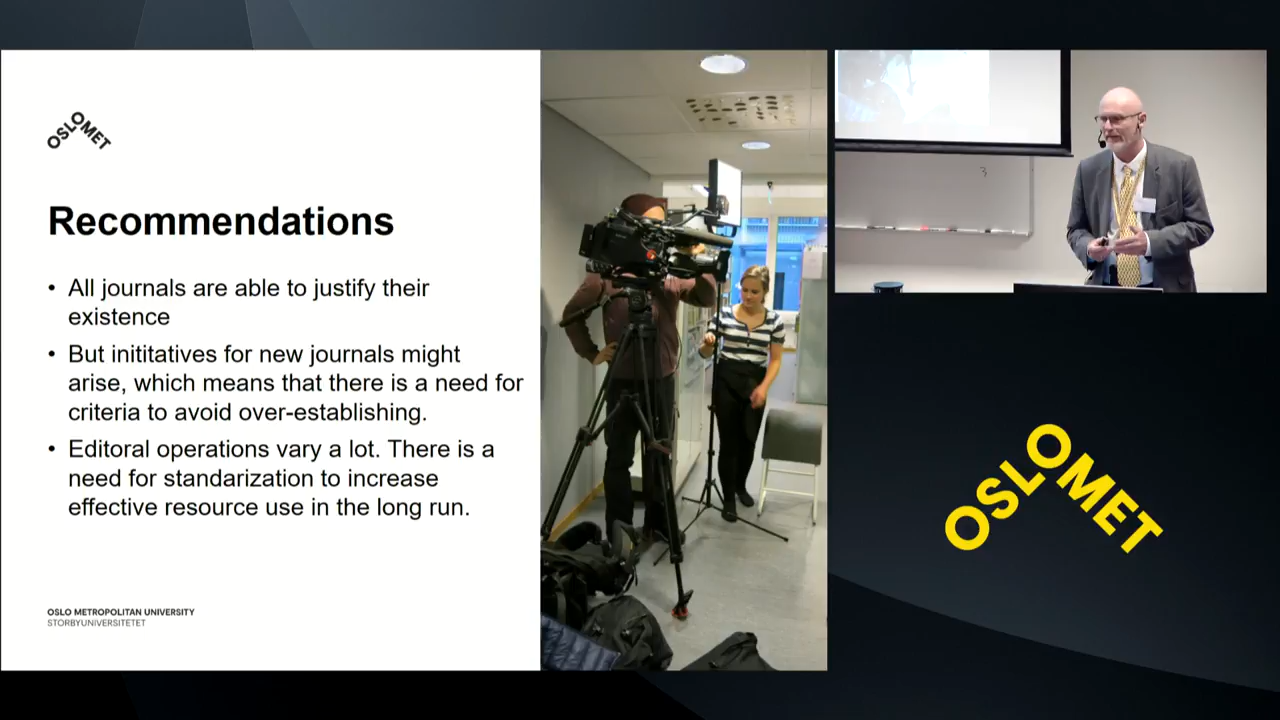 OSLOMET
Recommendations
• All journals are able to justify their
existence
• But inititatives for new journals might
arise, which means that there is a need for
criteria to avoid over-establishing.
• Editoral operations vary a lot. There is a
need for standarization to increase
effective resource use in the long run.
OSLO METROPOLITAN UNIVERSITY
STORBYUNIVERSITETET
3
OSLOMET